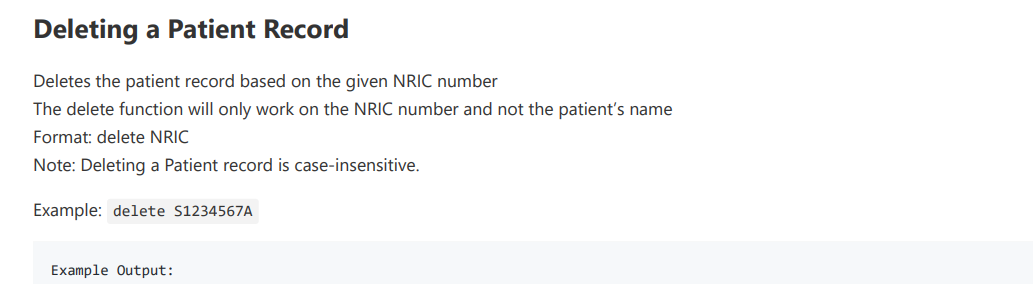 Deleting a Patient Record
Deletes the patient record based on the given NRIC number
The delete function will only work on the NRIC number and not the patient’s name
Format: delete NRIC
Note: Deleting a Patient record is case-insensitive.
Example: delete S1234567A
Example Output: